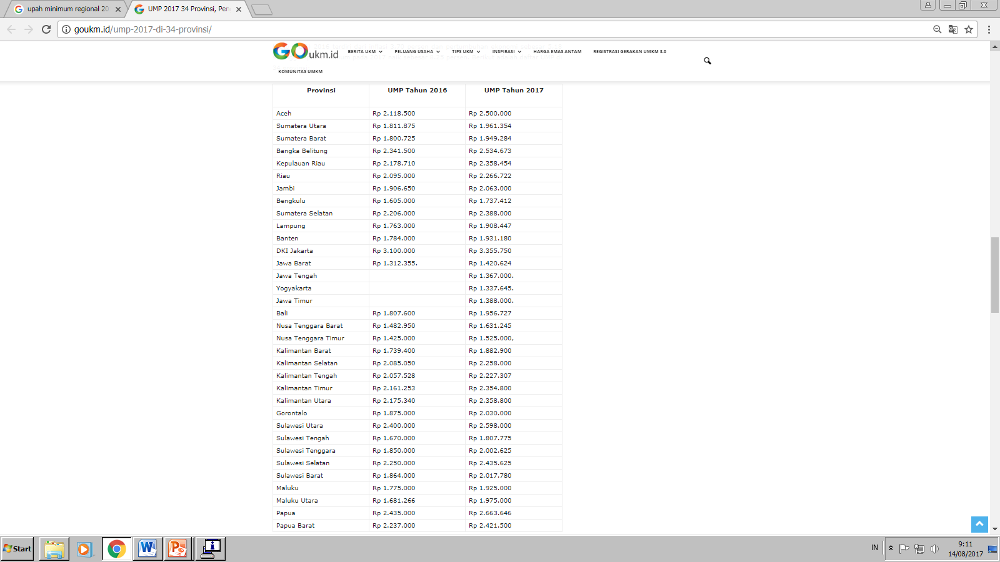 upah minimum regional 20
UMP 2017 34 Provinsi, Pen
goukm.id/ump-2017-di-34-provinsi/
GOukm.id BERITA UKM PELUANG USAHA TIPS UKM INSPIRASI HARGA EMAS ANTAM REGISTRASI GERAKAN UMKM 3.0
KOMUNITAS UMKM
Provinsi UMP Tahun 2016 UMP Tahun 2017
Aceh Rp 2.118.500 Rp 2.500.000
Sumatera Utara Rp 1.811.875 Rp 1.961.354
Sumatera Barat Rp 1.800.725 Rp 1.949.284
Bangka Belitung Rp 2.341.500 Rp 2.534.673
Kepulauan Riau Rp 2.178.710 Rp 2.358.454
Riau Rp 2.095.000 Rp 2.266.722
Jambi Rp 1.906.650 Rp 2.063.000
Bengkulu Rp 1.605.000 Rp 1.737.412
Sumatera Selatan Rp 2.206.000 Rp 2.388.000
Lampung Rp 1.763.000 Rp 1.908.447
Banten Rp 1.784.000 Rp 1.931.180
DKI Jakarta Rp 3.100.000 Rp 3.355.750
Jawa Barat Rp 1.312.355. Rp 1.420.624
Jawa Tengah Rp 1.367.000.
Yogyakarta Rp 1.337.645.
Jawa Timur Rp 1.388.000.
Bali Rp 1.807.600 Rp 1.956.727
Nusa Tenggara Barat Rp 1.482.950 Rp 1.631.245
Nusa Tenggara Timur Rp 1.425.000 Rp 1.525.000,
Kalimantan Barat Rp 1.739.400 Rp 1.882.900
Kalimantan Selatan Rp 2.085.050 Rp 2.258.000
Kalimantan Tengah Rp 2.057.528 Rp 2.227.307
Kalimantan Timur Rp 2.161.253 Rp 2.354.800
Kalimantan Utara Rp 2.175.340 Rp 2.358.800
Gorontalo Rp 1.875.000 Rp 2.030.000
Sulawesi Utara Rp 2.400.000 Rp 2.598.000
Sulawesi Tengah Rp 1.670.000 Rp 1.807.775
Sulawesi Tenggara Rp 1.850.000 Rp 2.002.625
Sulawesi Selatan Rp 2.250.000 Rp 2.435.625
Sulawesi Barat Rp 1.864.000 Rp 2.017.780
Maluku Rp 1.775.000 Rp 1.925.000
Maluku Utara Rp 1.681.266 Rp 1.975.000
Papua Rp 2.435.000 Rp 2.663.646
Papua Barat Rp 2.237.000 Rp 2.421.500
Start IN 9:11
14/08/2017